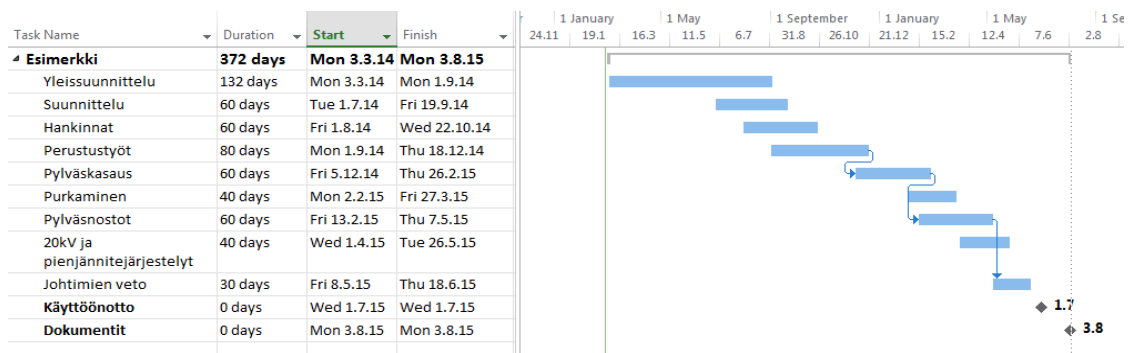 1 January 1 May 1 September 1 January 1 May 1 Se
Task Name Duration Start Finish 24.11 19.1 16.3 11.5 6.7 31.8 26.10 21.12 15.2 12.4 7.6 2.8
Esimerkki 372 days Mon 3.3.14 Mon 3.8.15
Yleissuunnittelu 132 days Mon 3.3.14 Mon 1.9.14
Suunnittelu 60 days Tue 1.7.14 Fri 19.9.14
Hankinnat 60 days Fri 1.8.14 Wed 22.10.14
Perustustyöt 80 days Mon 1.9.14 Thu 18.12.14
Pylväskasaus 60 days Fri 5.12.14 Thu 26.2.15
Purkaminen 40 days Mon 2.2.15 Fri 27.3.15
Pylväsnostot 60 days Fri 13.2.15 Thu 7.5.15
20kV ja 40 days Wed 1.4.15 Tue 26.5.15
pienjännitejärjestelyt
Johtimien veto 30 days Fri 8.5.15 Thu 18.6.15
Käyttöönotto 0 days Wed 1.7.15 Wed 1.7.15 1.7
Dokumentit 0 days Mon 3.8.15 Mon 3.8.15 3.8